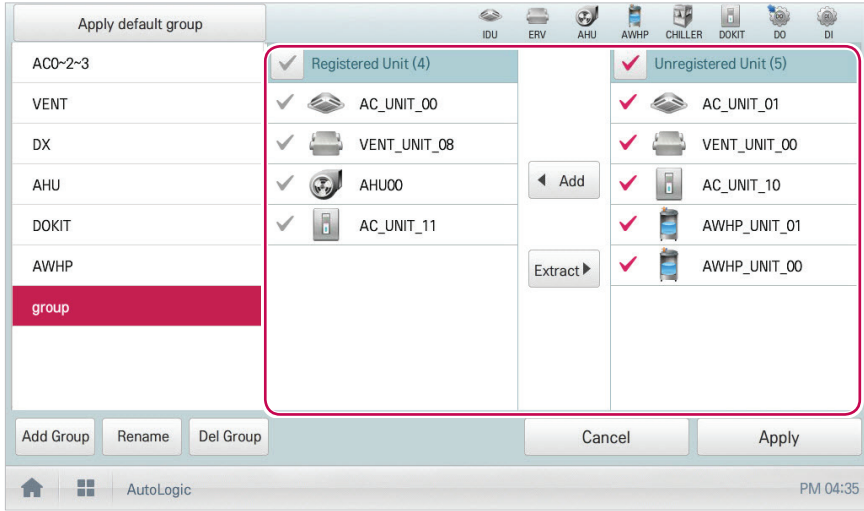 Apply default group
IDU ERV AHU AWHP CHILLER DOKIT DO DI
AC0~2~3
VENT
DX
AHU
DOKIT
AWHP
group
Registered Unit (4)
AC_UNIT_00
VENT_UNIT_08
AHU00
AC_UNIT_11
Add
Extract
Unregistered Unit (5)
AC_UNIT_01
VENT_UNIT_00
AC_UNIT_10
AWHP_UNIT_01
AWHP_UNIT_00
Add Group Rename Del Group Cancel Apply
AutoLogic PM 04:35